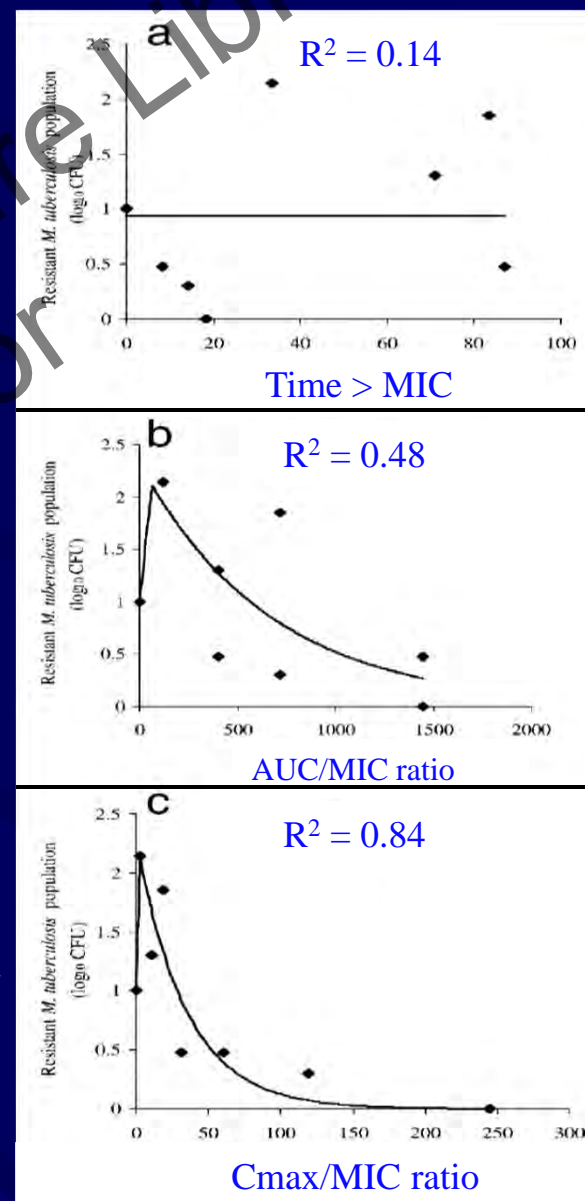 a
R² = 0.14
Resistant M. tuberculosis population
(log₁₀ CFU)
2.5
2
1.5
1
0.5
0
0 20 40 60 80 100
Time > MIC
b
R² = 0.48
Resistant M. tuberculosis population
(log₁₀ CFU)
2.5
2
1.5
1
0.5
0
0 500 1000 1500 2000
AUC/MIC ratio
c
R² = 0.84
Resistant M. tuberculosis population
(log₁₀ CFU)
2.5
2
1.5
1
0.5
0
0 50 100 150 200 250 300
Cmax/MIC ratio